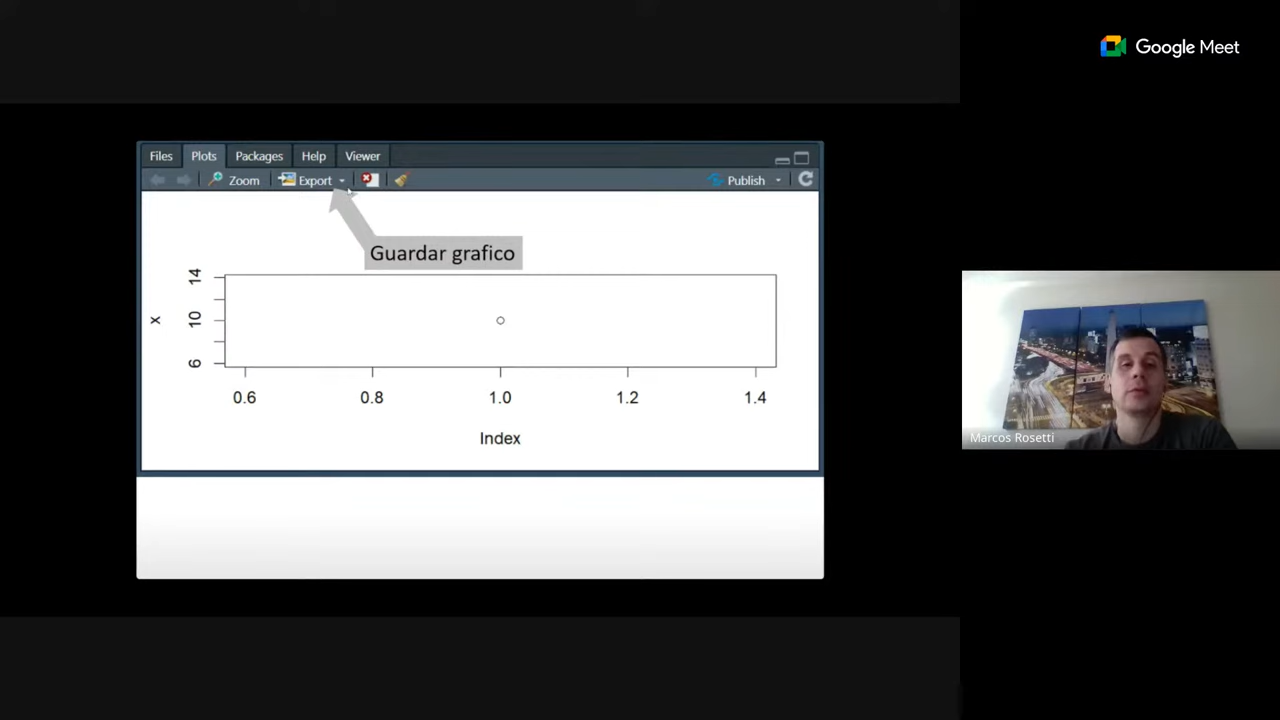 Google Meet
Files Plots Packages Help Viewer
Zoom Export Publish
Guardar grafico
14
10
6
x
0.6 0.8 1.0 1.2 1.4
Index
Marcos Rosetti